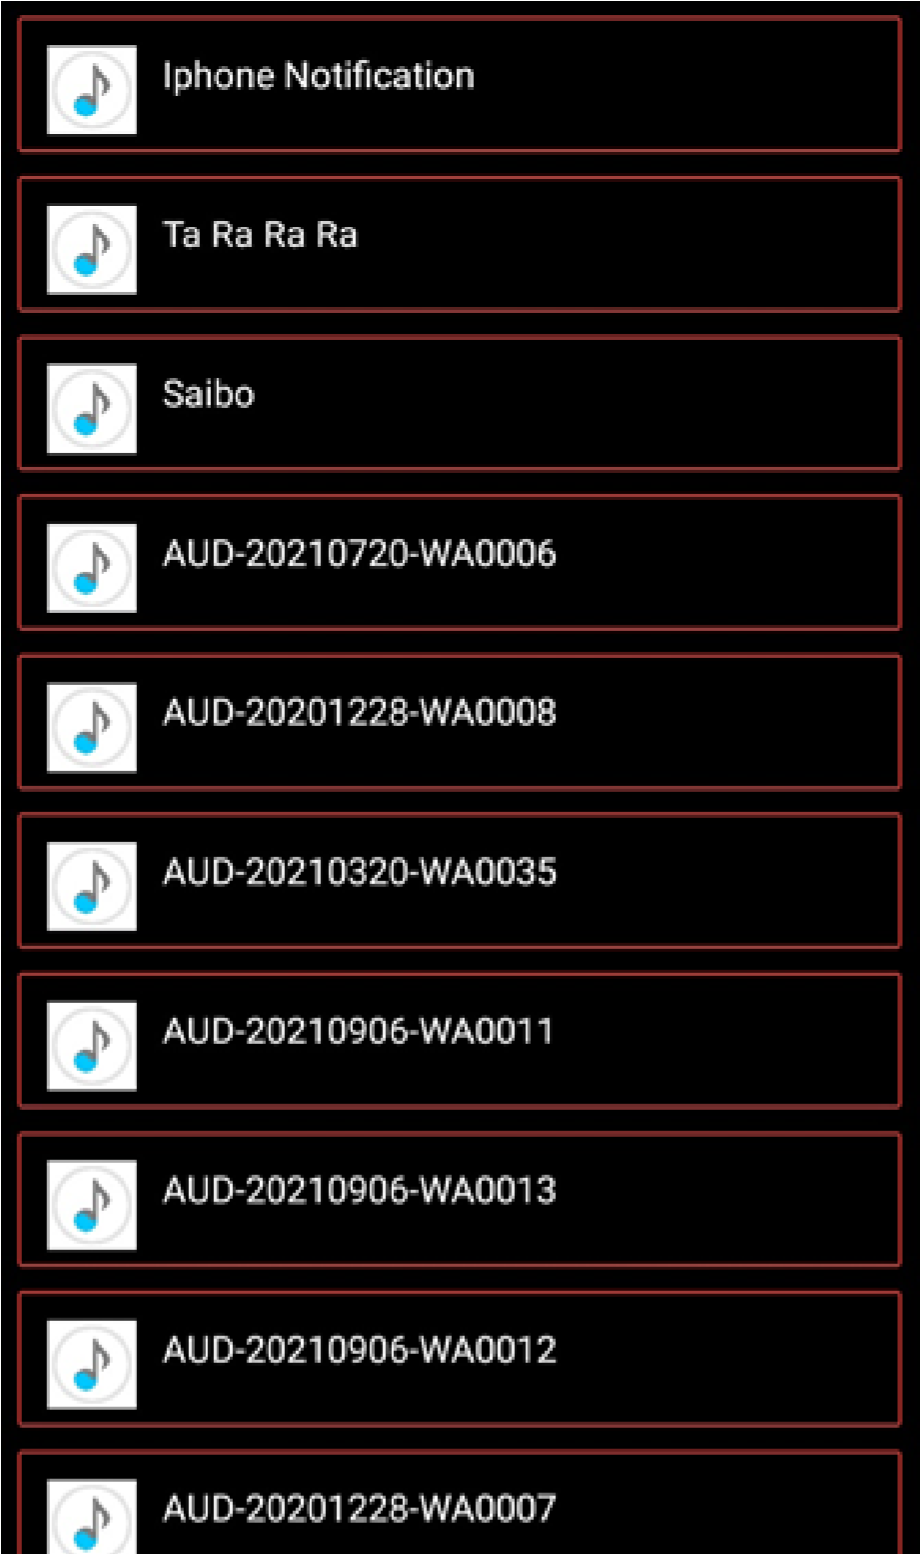 Iphone Notification
Ta Ra Ra Ra
Saibo
AUD-20210720-WA0006
AUD-20201228-WA0008
AUD-20210320-WA0035
AUD-20210906-WA0011
AUD-20210906-WA0013
AUD-20210906-WA0012
AUD-20201228-WA0007